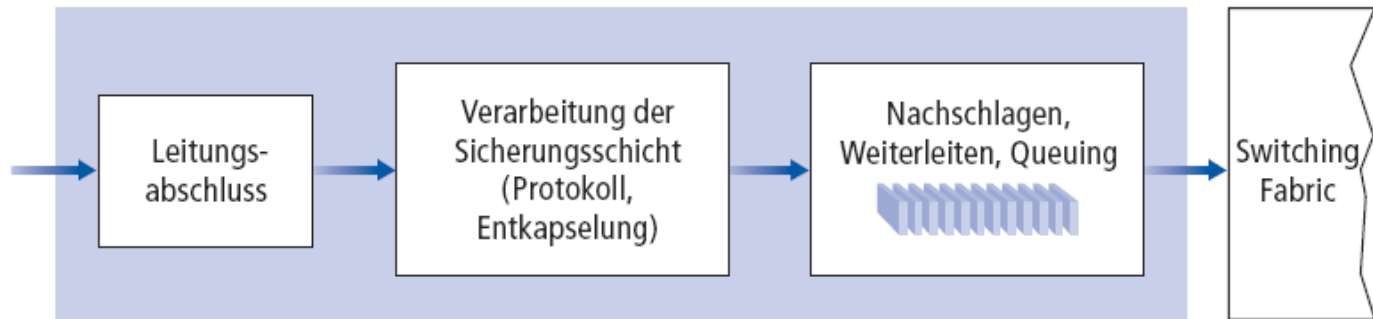 Leitungs-
abschluss
Verarbeitung der
Sicherungsschicht
(Protokoll,
Entkapselung)
Nachschlagen,
Weiterleiten, Queuing
Switching
Fabric